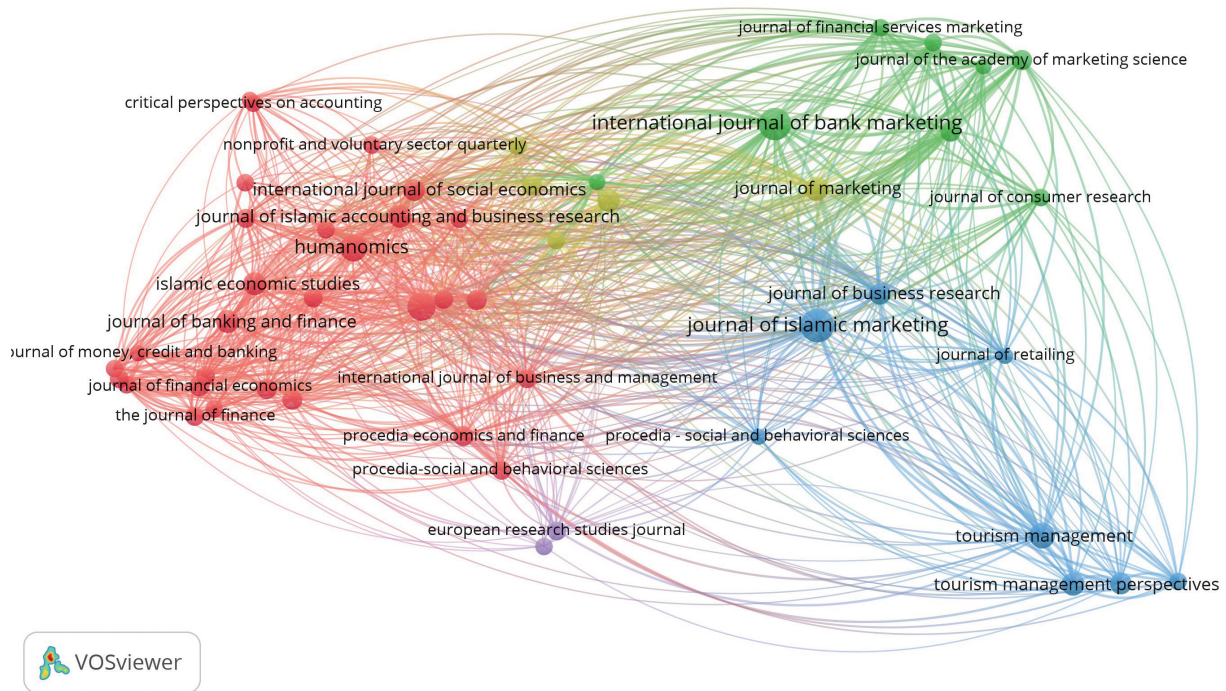 journal of financial services marketing
journal of the academy of marketing science
critical perspectives on accounting
international journal of bank marketing
nonprofit and voluntary sector quarterly
international journal of social economics
journal of marketing
journal of consumer research
journal of islamic accounting and business research
humanomics
islamic economic studies
journal of business research
journal of banking and finance
journal of islamic marketing
ournal of money, credit and banking
journal of retailing
international journal of business and management
journal of financial economics
the journal of finance
procedia economics and finance
procedia - social and behavioral sciences
procedia-social and behavioral sciences
european research studies journal
tourism management
tourism management perspectives
VOSviewer